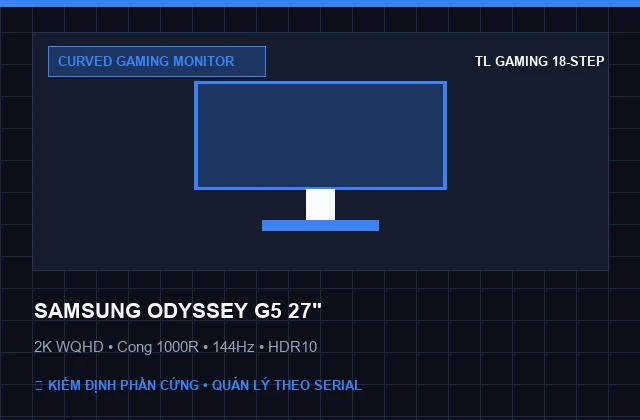 CURVED GAMING MONITOR
TL GAMING 18-STEP
SAMSUNG ODYSSEY G5 27"
2K WQHD • Cong 1000R • 144Hz • HDR10
KIỂM ĐỊNH PHẦN CỨNG • QUẢN LÝ THEO SERIAL